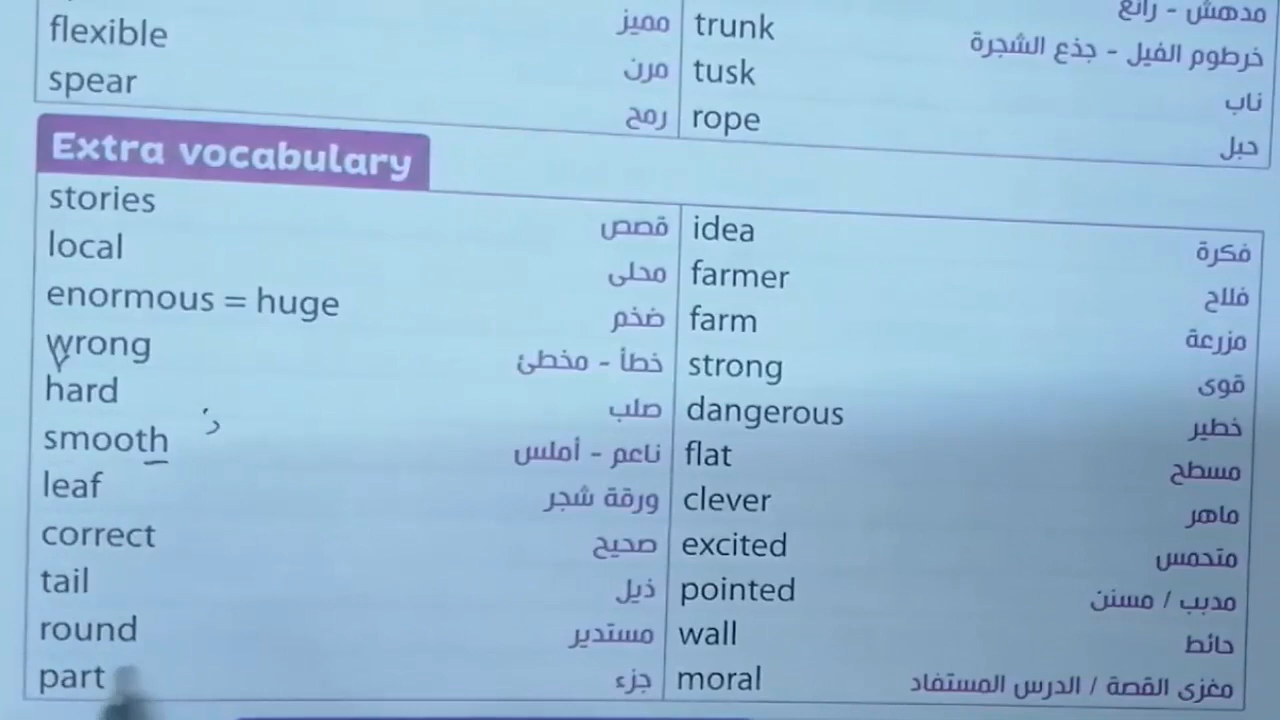 مدهش - رائع
flexible مميز trunk خرطوم الفيل - جذع الشجرة
spear مرن tusk ناب
رمح rope حبل
Extra vocabulary
stories قصص idea فكرة
local محلى farmer فلاح
enormous = huge ضخم farm مزرعة
wrong خطأ - مخطئ strong قوى
hard صلب dangerous خطير
smooth ناعم - أملس flat مسطح
leaf ورقة شجر clever ماهر
correct صحيح excited متحمس
tail ذيل pointed مدبب / مسنن
round مستدير wall حائط
part جزء moral مغزى القصة / الدرس المستفاد